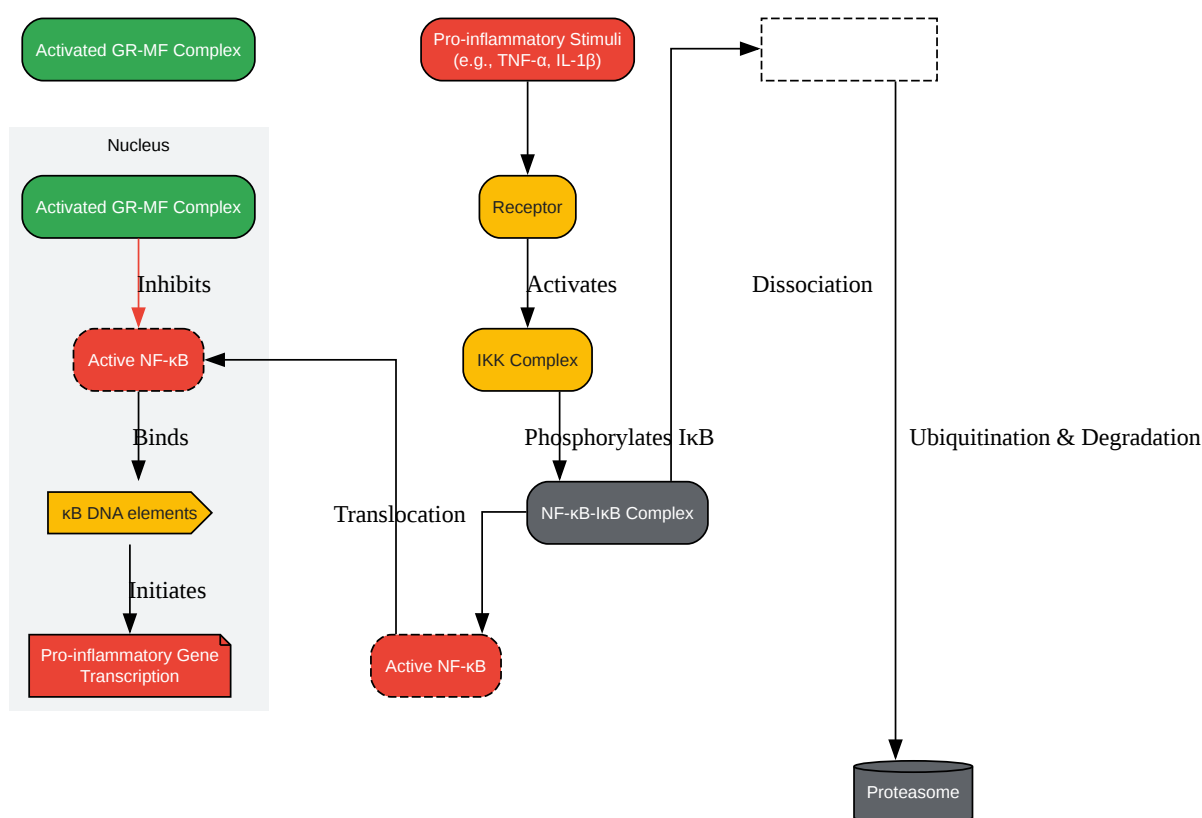 Activated GR-MF Complex
Pro-inflammatory Stimuli
(e.g., TNF-α, IL-1β)
Nucleus
Activated GR-MF Complex
Receptor
Inhibits
Activates
Dissociation
Active NF-κB
IKK Complex
Binds
Phosphorylates IκB
Ubiquitination & Degradation
κB DNA elements
Translocation
NF-κB-IκB Complex
Initiates
Pro-inflammatory Gene
Transcription
Active NF-κB
Proteasome